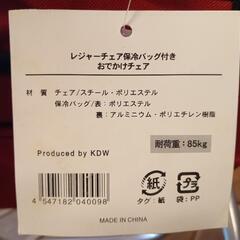 レジャーチェア保冷バッグ付き
おでかけチェア
材 質 チェア/スチール・ポリエステル
保冷バッグ/表：ポリエステル
裏：アルミニウム・ポリエチレン樹脂
耐荷重：85kg
Produced by KDW
4 547182 040098
紙
タグ：紙
プラ
袋：PP
MADE IN CHINA